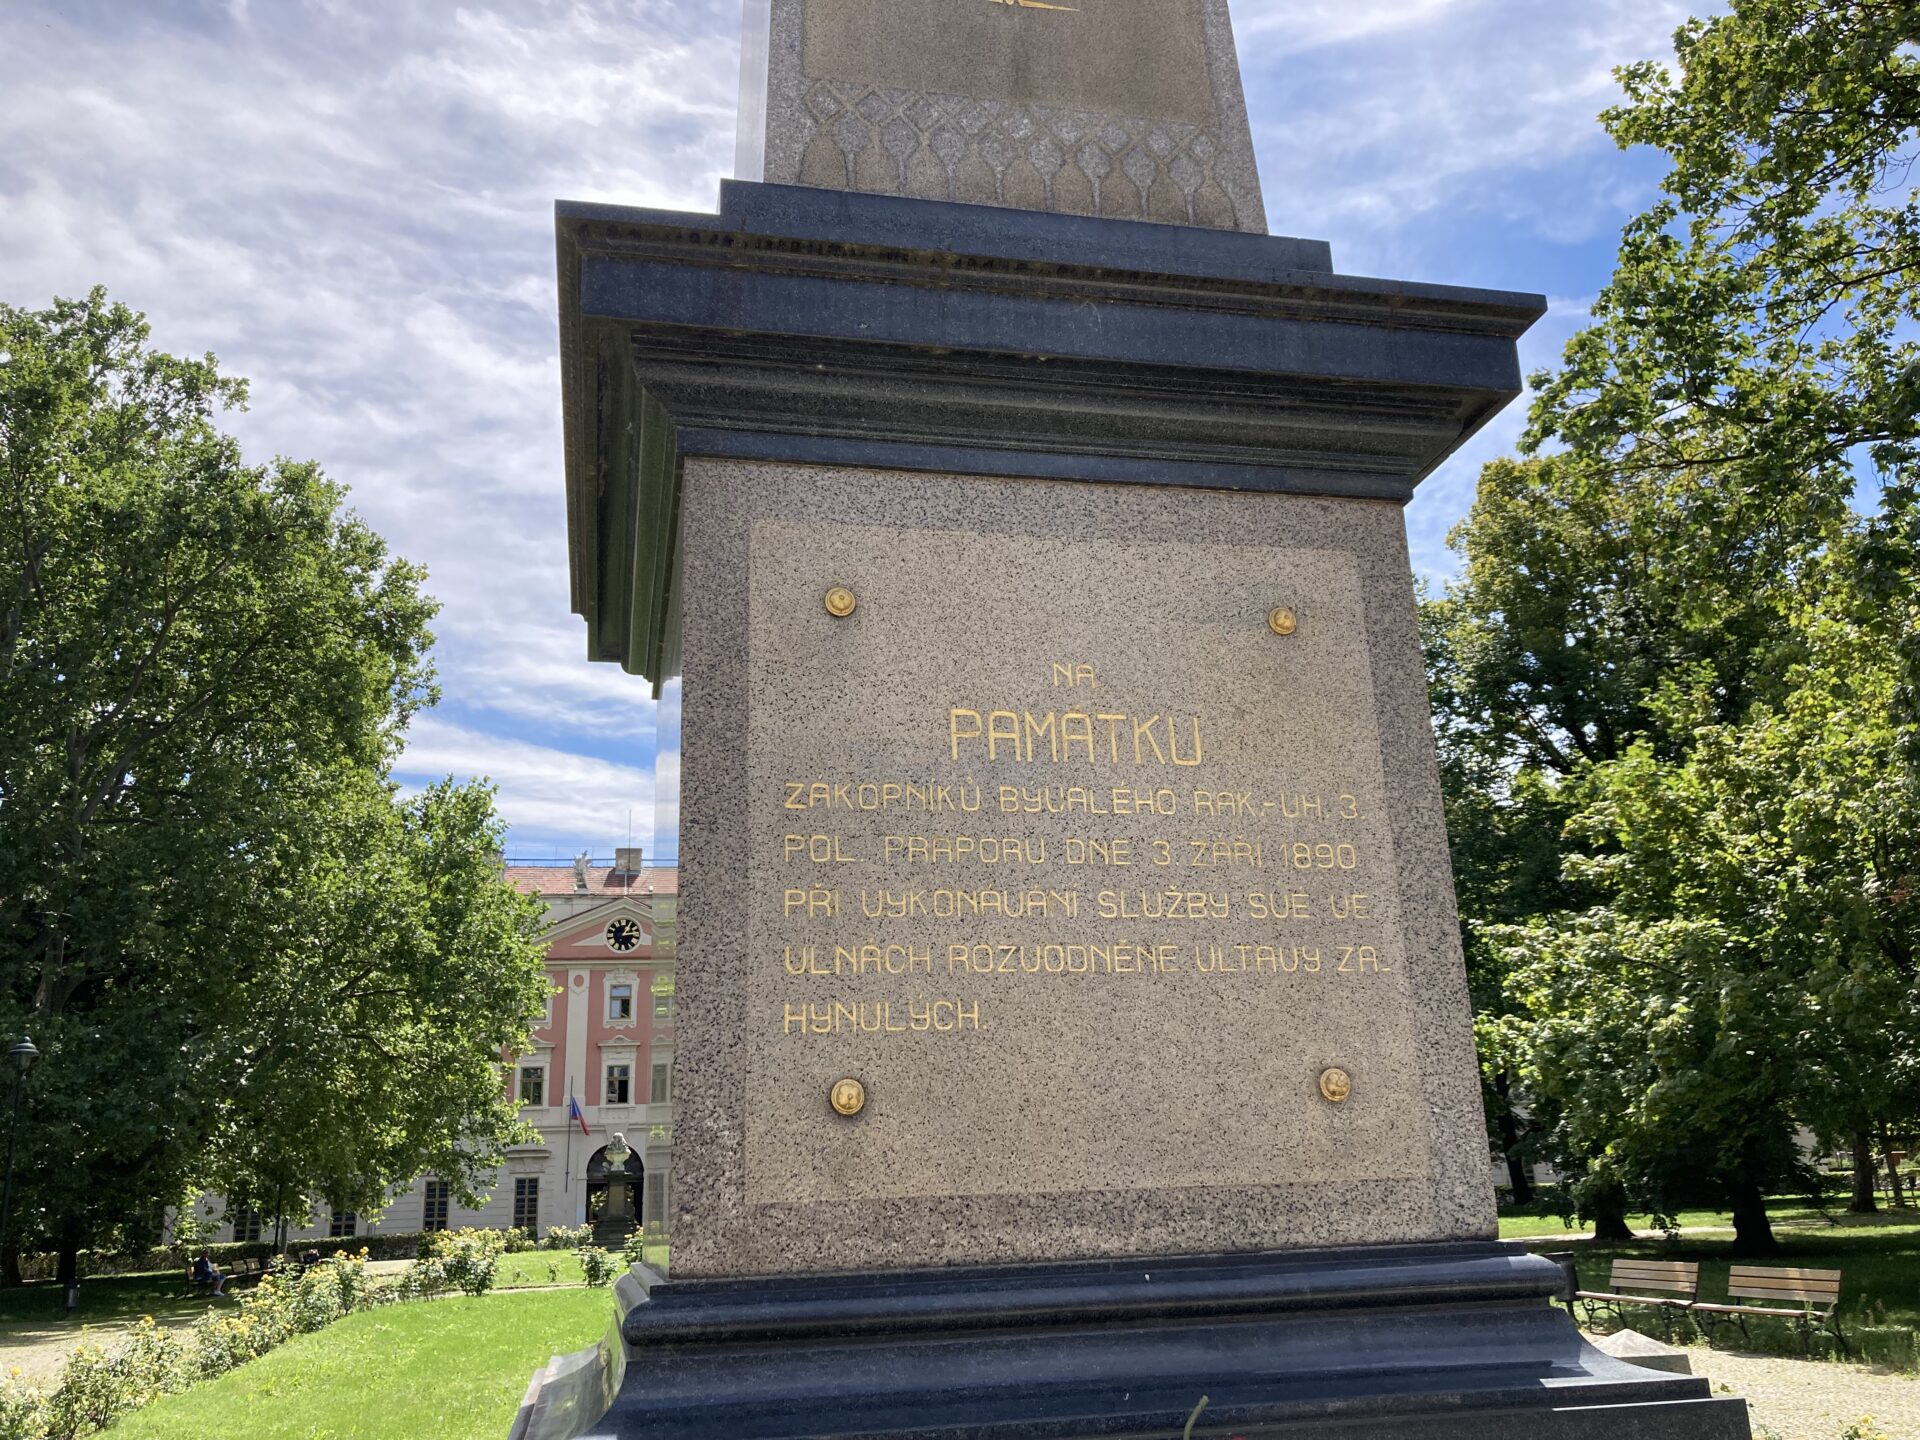 NA
PAMÁTKU
ZÁKOPNÍKŮ BÝVALÉHO RAK.-UH. 3.
POL. PRAPORU DNE 3. ZÁŘÍ 1890
PŘI VYKONÁVÁNÍ SLUŽBY SVÉ VE
VLNÁCH ROZVODNĚNÉ VLTAVY ZA-
HYNULÝCH.